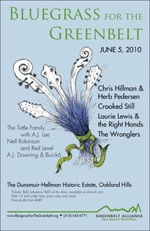 BLUEGRASS FOR THE
GREENBELT
JUNE 5, 2010
Chris Hillman &
Herb Pedersen
Crooked Still
Laurie Lewis &
the Right Hands
The Wronglers
The Tuttle Family
with A.J. Lee
Nell Robinson
and Red Level
A.J. Downing & Buick6
The Dunsmuir-Hellman Historic Estate, Oakland Hills
GREENBELT ALLIANCE